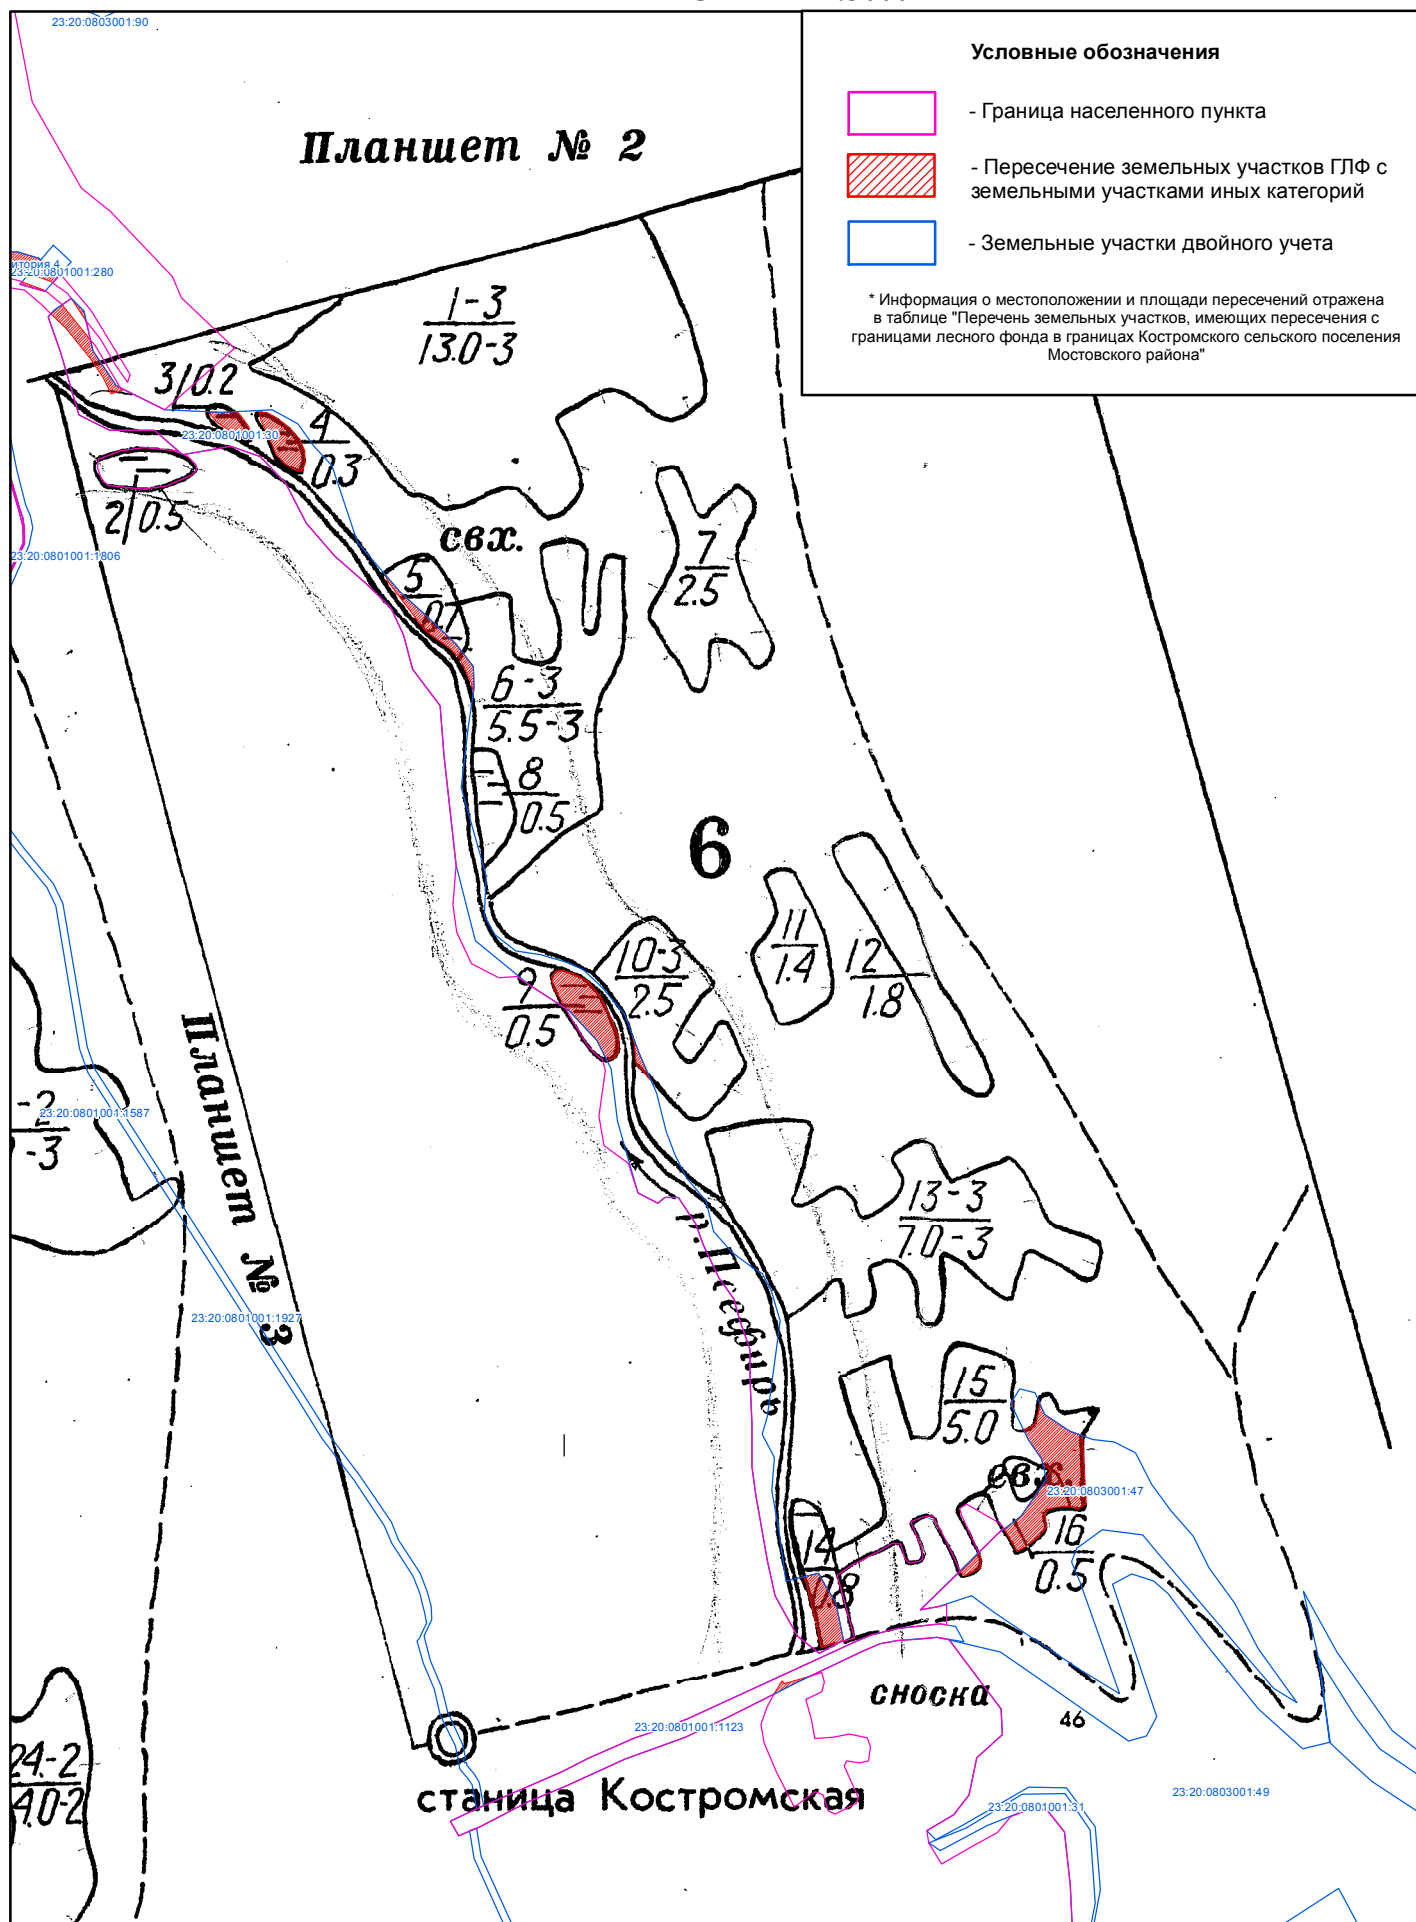 23:20:0803001:90
Условные обозначения
- Граница населенного пункта
- Пересечение земельных участков ГЛФ с
земельными участками иных категорий
- Земельные участки двойного учета
* Информация о местоположении и площади пересечений отражена
в таблице "Перечень земельных участков, имеющих пересечения с
границами лесного фонда в границах Костромского сельского поселения
Мостовского района"
Планшет № 2
итория 4
23:20:0801001:280
1-3
13.0-3
3/0.2
4
0.3
23:20:0801001:30
2/0.5
23:20:0801001:1806
свх.
5
0.7
7
2.5
6-3
5.5-3
8
0.5
6
10-3
2.5
11
1.4
12
1.8
9
0.5
Планшет № 3
-2
-3
23:20:0801001:1587
13-3
7.0-3
р.Псефирь
23:20:0801001:1927
15
5.0
свх.
23:20:0803001:47
16
0.5
14
0.8
сноска
46
23:20:0801001:1123
станица Костромская
24-2
4.0-2
23:20:0801001:31
23:20:0803001:49